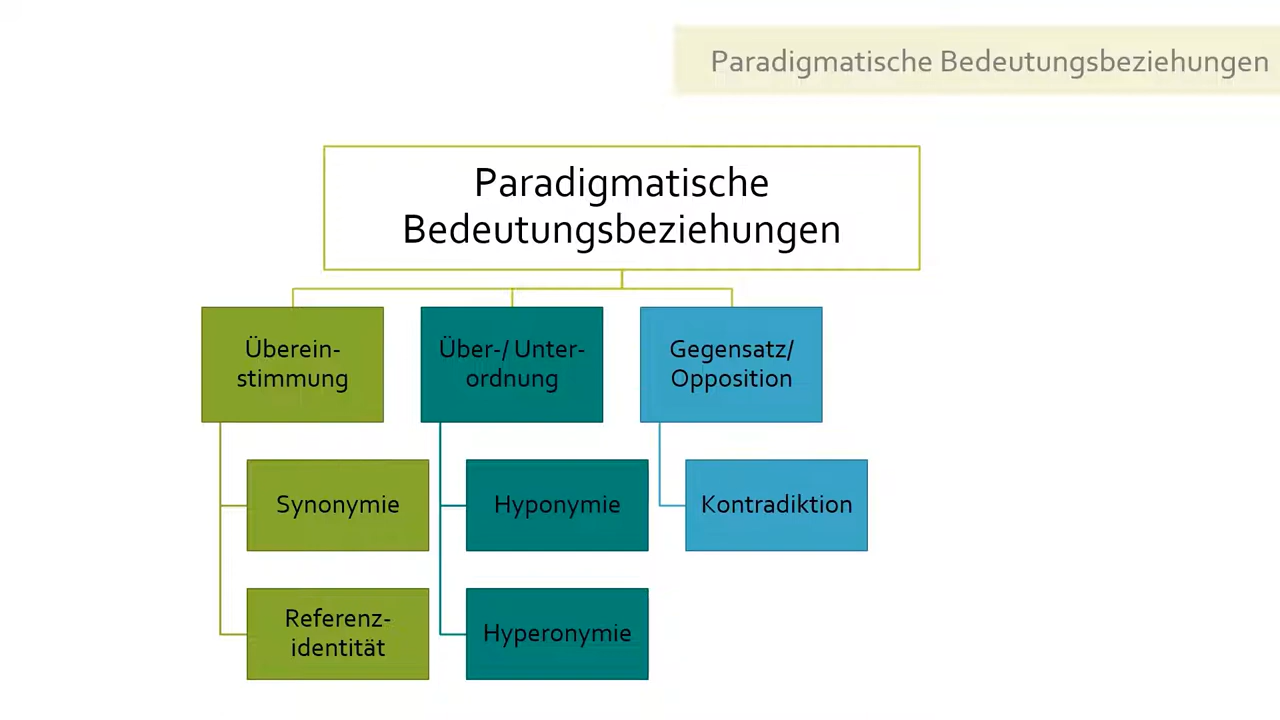 Paradigmatische Bedeutungsbeziehungen
Paradigmatische
Bedeutungsbeziehungen
Überein-
stimmung
Über-/ Unter-
ordnung
Gegensatz/
Opposition
Synonymie
Hyponymie
Kontradiktion
Referenz-
identität
Hyperonymie